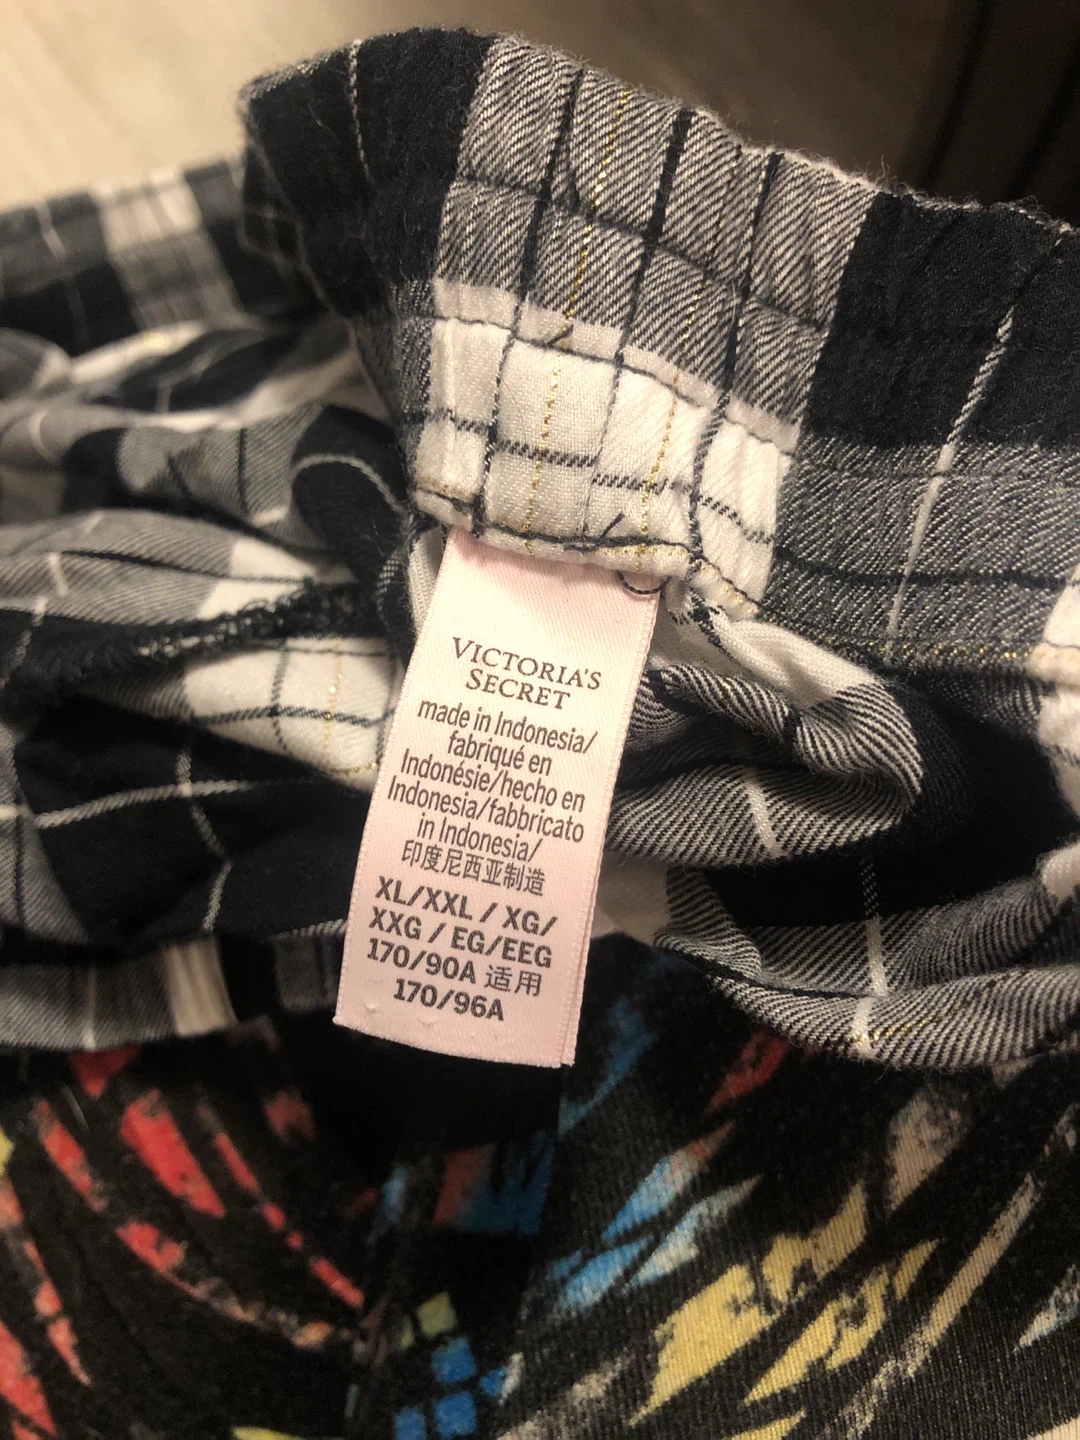 VICTORIA'S
SECRET
made in Indonesia/
fabriqué en
Indonésie/hecho en
Indonesia/fabbricato
in Indonesia/
印度尼西亚制造
XL/XXL / XG/
XXG / EG/EEG
170/90A 适用
170/96A